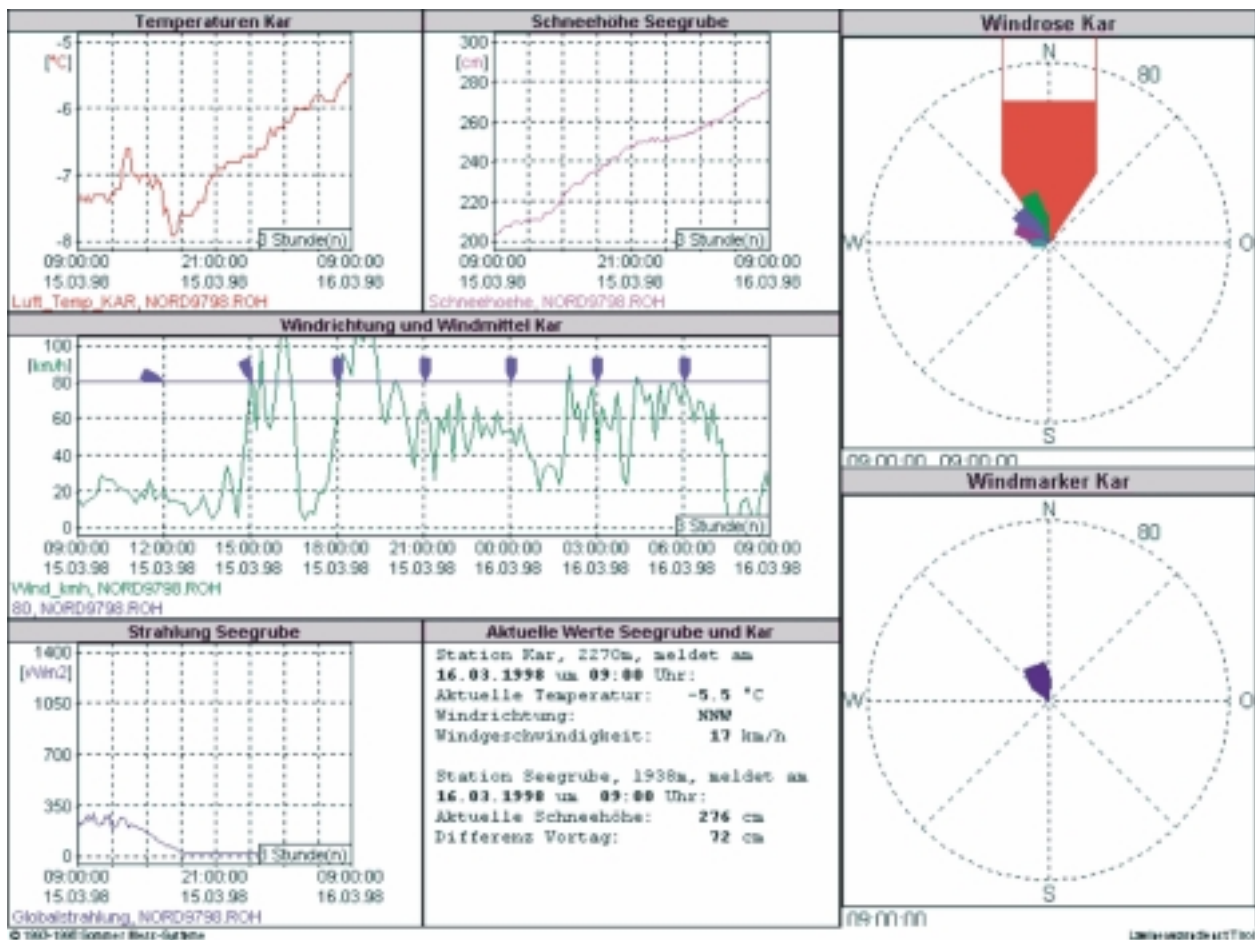 Temperaturen Kar
-5
[°C]
-6
-7
-8
3 Stunde(n)
09:00:00 21:00:00 09:00:00
15.03.98 15.03.98 16.03.98
Luft_Temp_KAR, NORD9798.ROH
Schneehöhe Seegrube
300
[cm]
280
260
240
220
200
3 Stunde(n)
09:00:00 21:00:00 09:00:00
15.03.98 15.03.98 16.03.98
Schneehoehe, NORD9798.ROH
Windrose Kar
N
80
W O
S
09:00:00 09:00:00
Windrichtung und Windmittel Kar
100
[km/h]
80
60
40
20
0
3 Stunde(n)
09:00:00 12:00:00 15:00:00 18:00:00 21:00:00 00:00:00 03:00:00 06:00:00 09:00:00
15.03.98 15.03.98 15.03.98 15.03.98 15.03.98 16.03.98 16.03.98 16.03.98 16.03.98
Wind_kmh, NORD9798.ROH
80, NORD9798.ROH
Windmarker Kar
N
80
W O
S
09:00:00
Strahlung Seegrube
1400
[W/m2]
1050
700
350
0
3 Stunde(n)
09:00:00 21:00:00 09:00:00
15.03.98 15.03.98 16.03.98
Globalstrahlung, NORD9798.ROH
Aktuelle Werte Seegrube und Kar
Station Kar, 2270m, meldet am
16.03.1998 um 09:00 Uhr:
Aktuelle Temperatur: -5.5 °C
Windrichtung: NNW
Windgeschwindigkeit: 17 km/h
Station Seegrube, 1938m, meldet am
16.03.1998 um 09:00 Uhr:
Aktuelle Schneehöhe: 276 cm
Differenz Vortag: 72 cm